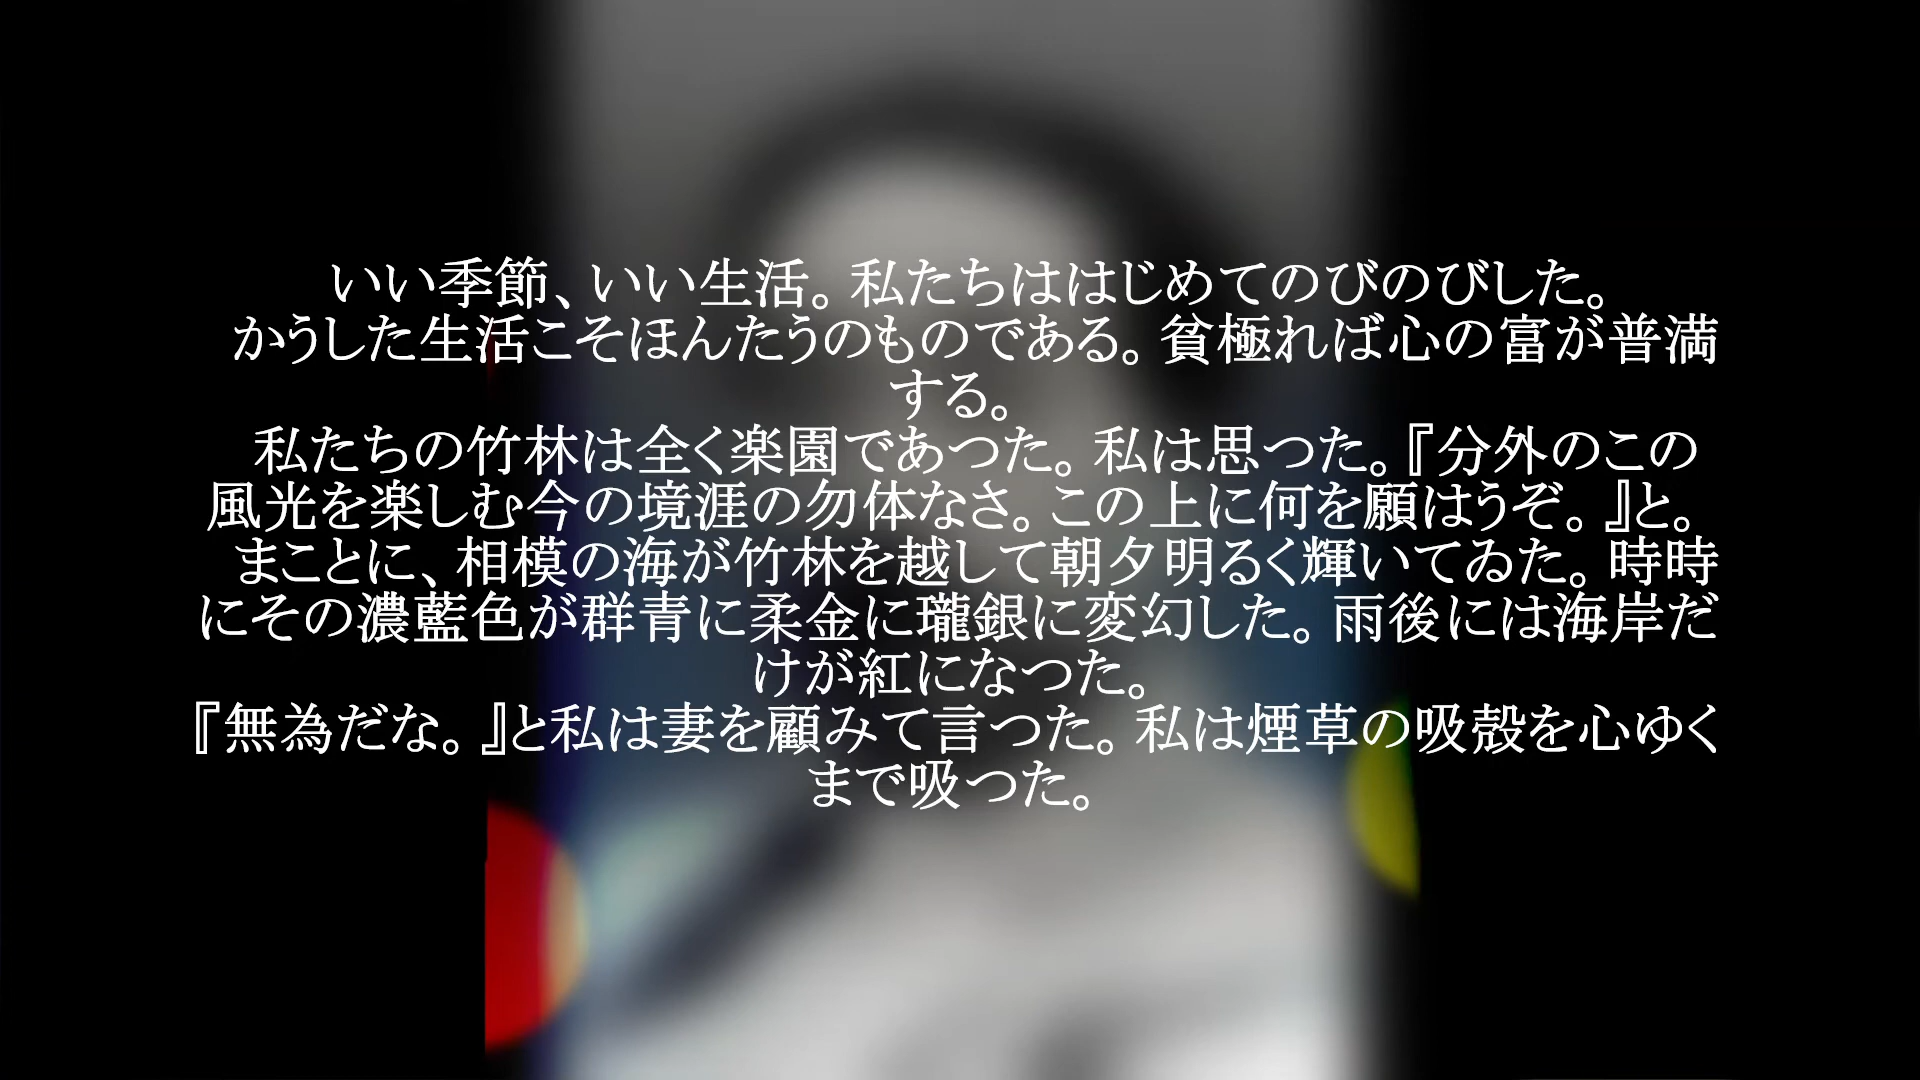 いい季節、いい生活。私たちははじめてのびのびした。
かうした生活こそほんたうのものである。貧極れば心の富が普満
する。
私たちの竹林は全く楽園であつた。私は思つた。『分外のこの
風光を楽しむ今の境涯の勿体なさ。この上に何を願はうぞ。』と。
まことに、相模の海が竹林を越して朝夕明るく輝いてゐた。時時
にその濃藍色が群青に柔金に瓏銀に変幻した。雨後には海岸だ
けが紅になつた。
『無為だな。』と私は妻を顧みて言つた。私は煙草の吸殻を心ゆく
まで吸つた。